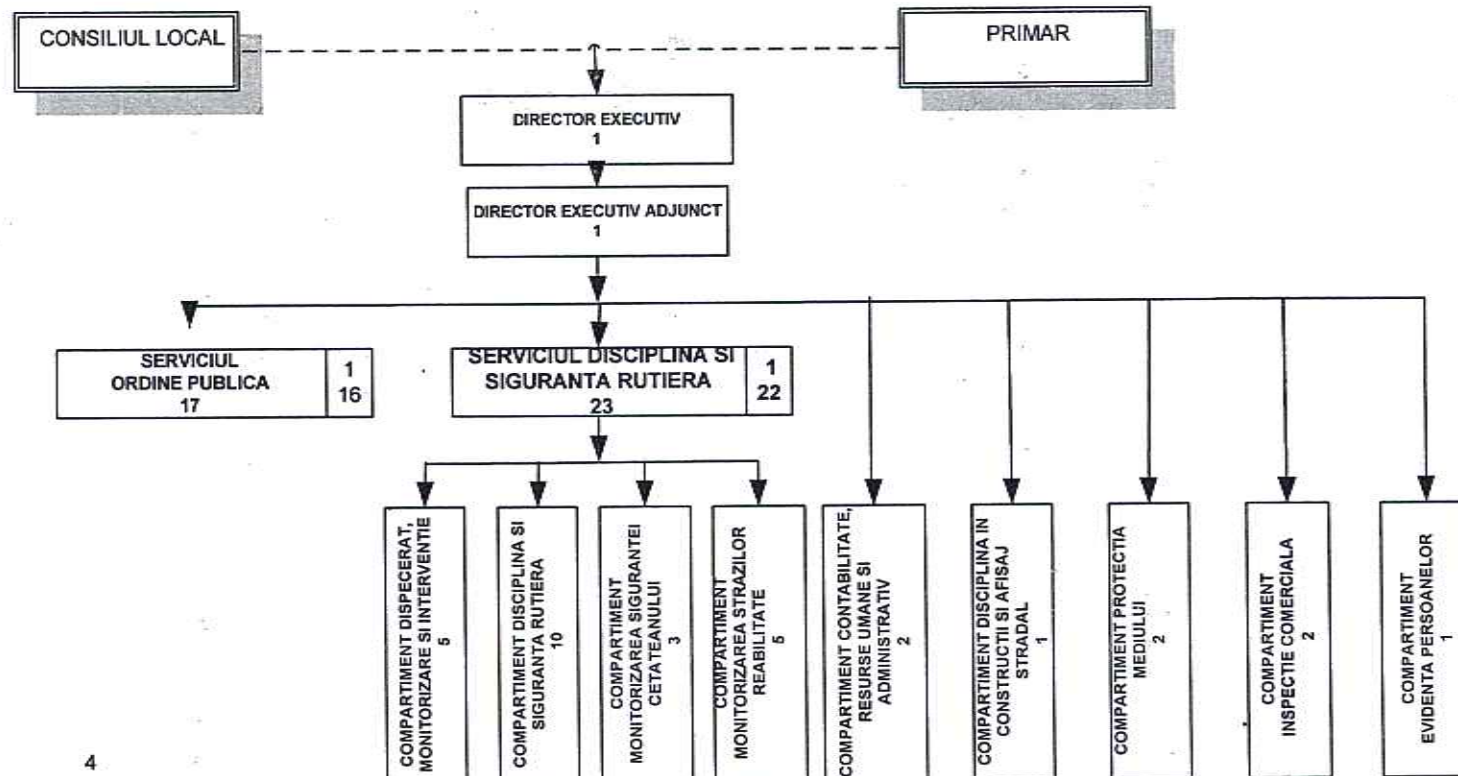 CONSILIUL LOCAL
PRIMAR
DIRECTOR EXECUTIV
1
DIRECTOR EXECUTIV ADJUNCT
1
SERVICIUL
ORDINE PUBLICA
17
1
16
SERVICIUL DISCIPLINA SI
SIGURANTA RUTIERA
23
1
22
COMPARTIMENT DISPECERAT,
MONITORIZARE SI INTERVENTIE
5
COMPARTIMENT DISCIPLINA SI
SIGURANTA RUTIERA
10
COMPARTIMENT
MONITORIZAREA SIGURANTEI
CETATEANULUI
3
COMPARTIMENT
MONITORIZAREA STRAZILOR
REABILITATE
5
COMPARTIMENT CONTABILITATE,
RESURSE UMANE SI
ADMINISTRATIV
2
COMPARTIMENT DISCIPLINA IN
CONSTRUCTII SI AFISAJ
STRADAL
1
COMPARTIMENT PROTECTIA
MEDIULUI
2
COMPARTIMENT
INSPECTIE COMERCIALA
2
COMPARTIMENT
EVIDENTA PERSOANELOR
1
4